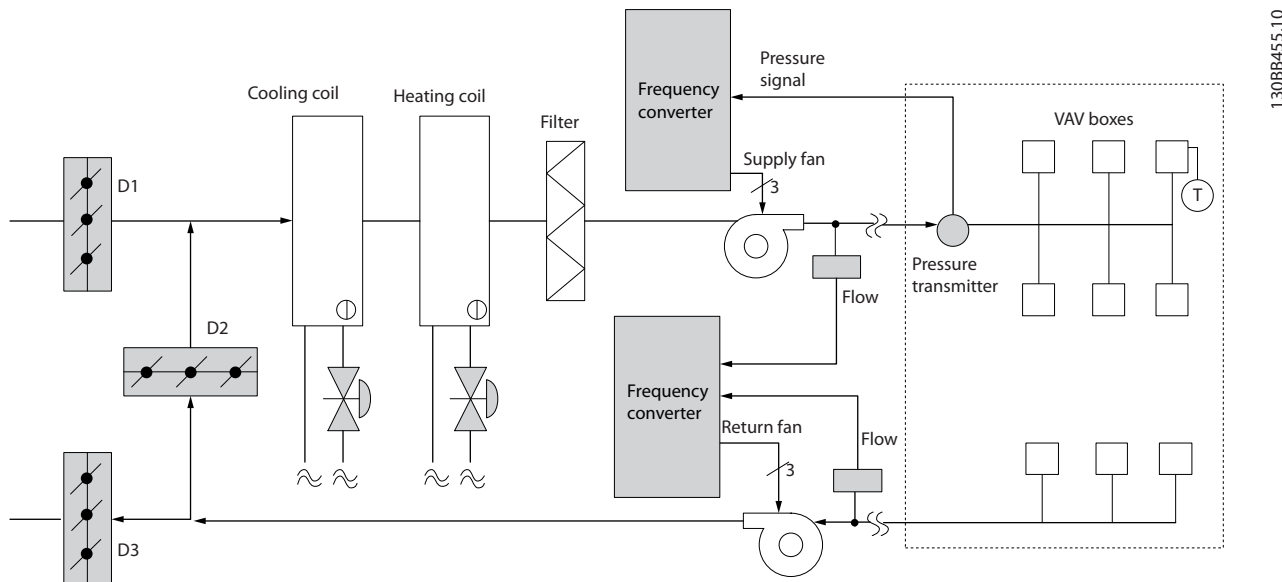 130BB455.10
Cooling coil
Heating coil
Filter
Frequency
converter
Pressure
signal
VAV boxes
D1
Supply fan
3
T
Pressure
transmitter
Flow
D2
Frequency
converter
Return fan
3
Flow
D3